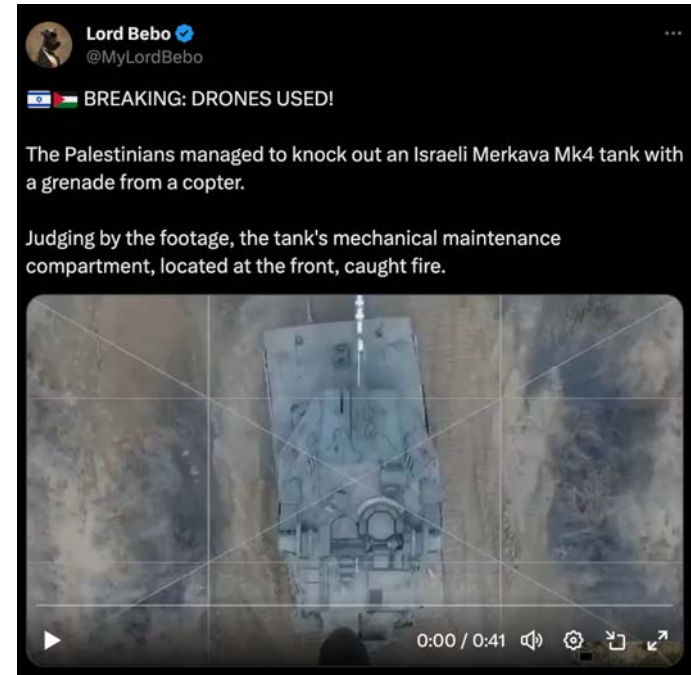 Lord Bebo
@MyLordBebo
BREAKING: DRONES USED!
The Palestinians managed to knock out an Israeli Merkava Mk4 tank with
a grenade from a copter.
Judging by the footage, the tank's mechanical maintenance
compartment, located at the front, caught fire.
0:00 / 0:41